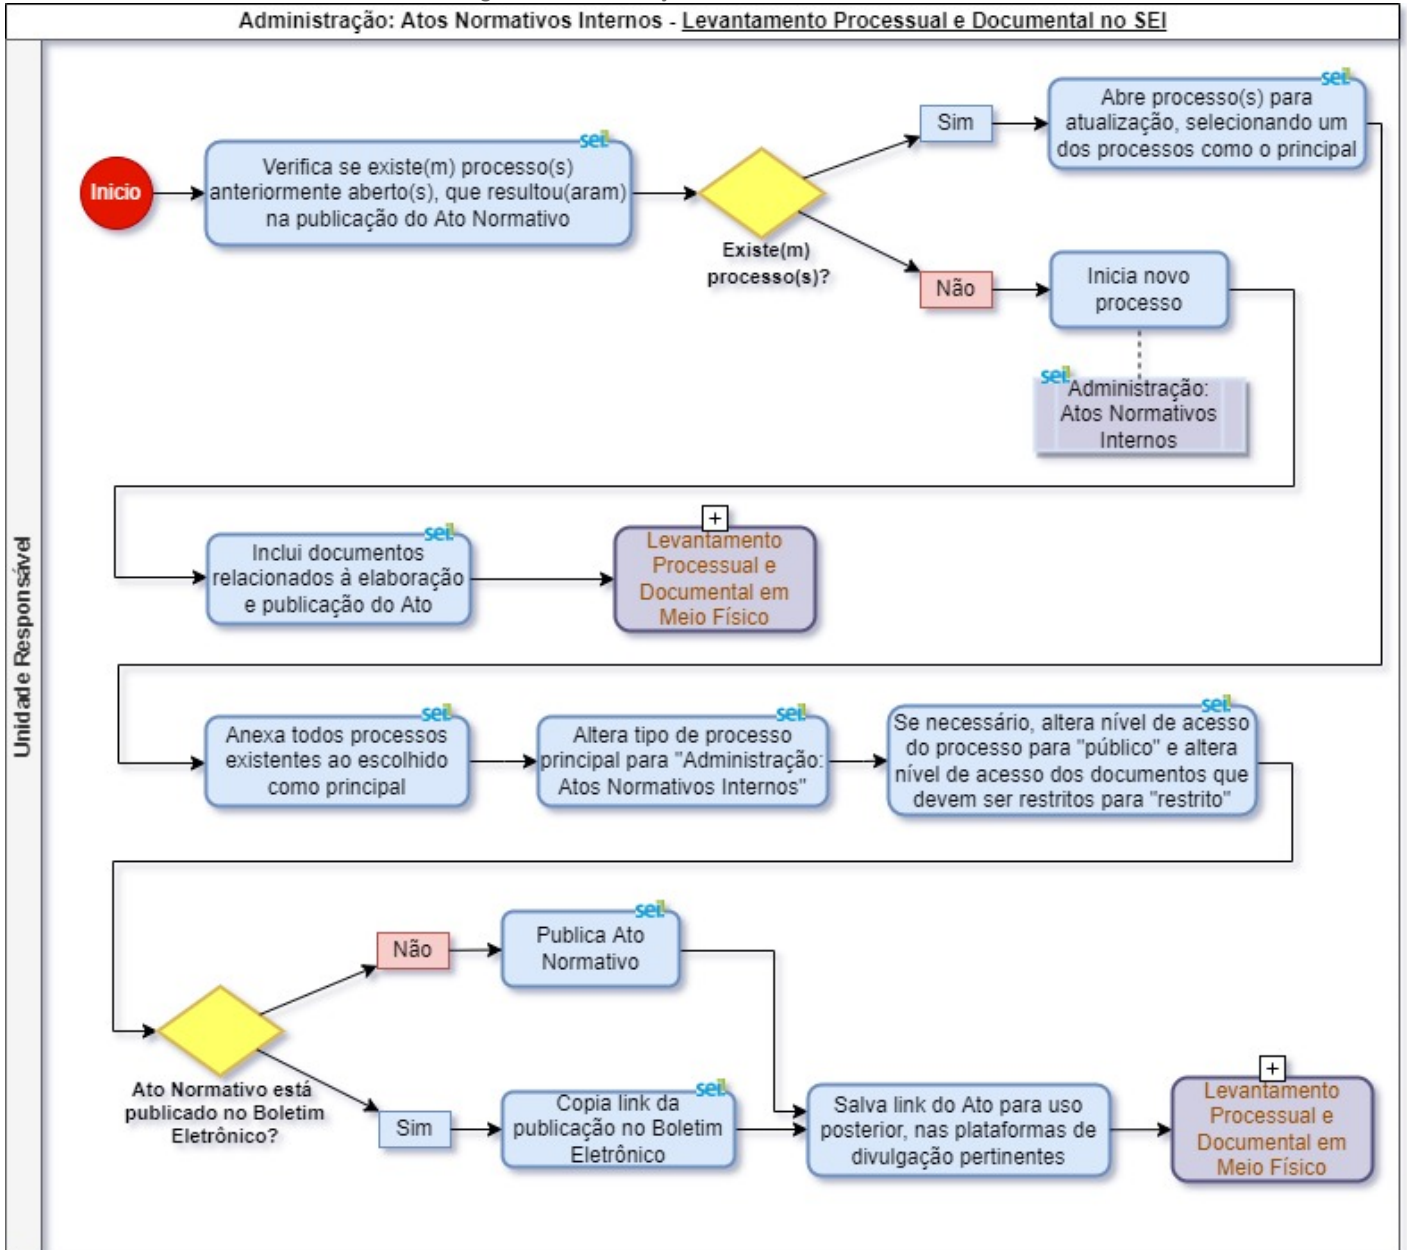 Administração: Atos Normativos Internos - Levantamento Processual e Documental no SEI
Unidade Responsável
Inicio
sei!
Verifica se existe(m) processo(s)
anteriormente aberto(s), que resultou(aram)
na publicação do Ato Normativo
Existe(m)
processo(s)?
Sim
sei!
Abre processo(s) para
atualização, selecionando um
dos processos como o principal
Não
Inicia novo
processo
sei!
Administração:
Atos Normativos
Internos
sei!
Inclui documentos
relacionados à elaboração
e publicação do Ato
+
Levantamento
Processual e
Documental em
Meio Físico
sei!
Anexa todos processos
existentes ao escolhido
como principal
sei!
Altera tipo de processo
principal para "Administração:
Atos Normativos Internos"
sei!
Se necessário, altera nível de acesso
do processo para "público" e altera
nível de acesso dos documentos que
devem ser restritos para "restrito"
Ato Normativo está
publicado no Boletim
Eletrônico?
Não
sei!
Publica Ato
Normativo
Sim
sei!
Copia link da
publicação no Boletim
Eletrônico
Salva link do Ato para uso
posterior, nas plataformas de
divulgação pertinentes
+
Levantamento
Processual e
Documental em
Meio Físico